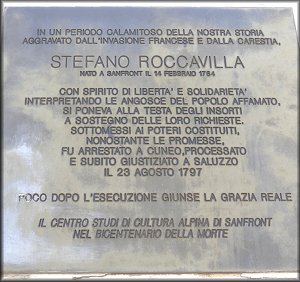 IN UN PERIODO CALAMITOSO DELLA NOSTRA STORIA
AGGRAVATO DALL'INVASIONE FRANCESE E DALLA CARESTIA,
STEFANO ROCCAVILLA
NATO A SANFRONT IL 14 FEBBRAIO 1764
CON SPIRITO DI LIBERTA' E SOLIDARIETA'
INTERPRETANDO LE ANGOSCE DEL POPOLO AFFAMATO,
SI PONEVA ALLA TESTA DEGLI INSORTI
A SOSTEGNO DELLE LORO RICHIESTE.
SOTTOMESSI AI POTERI COSTITUITI,
NONOSTANTE LE PROMESSE,
FU ARRESTATO A CUNEO,PROCESSATO
E SUBITO GIUSTIZIATO A SALUZZO
IL 23 AGOSTO 1797
POCO DOPO L'ESECUZIONE GIUNSE LA GRAZIA REALE
IL CENTRO STUDI DI CULTURA ALPINA DI SANFRONT
NEL BICENTENARIO DELLA MORTE